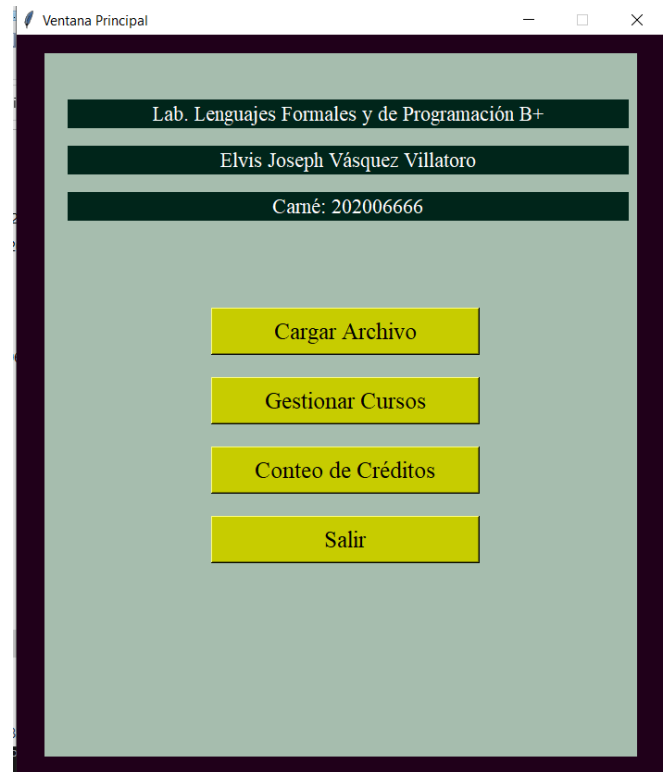 Ventana Principal
Lab. Lenguajes Formales y de Programación B+
Elvis Joseph Vásquez Villatoro
Carné: 202006666
Cargar Archivo
Gestionar Cursos
Conteo de Créditos
Salir